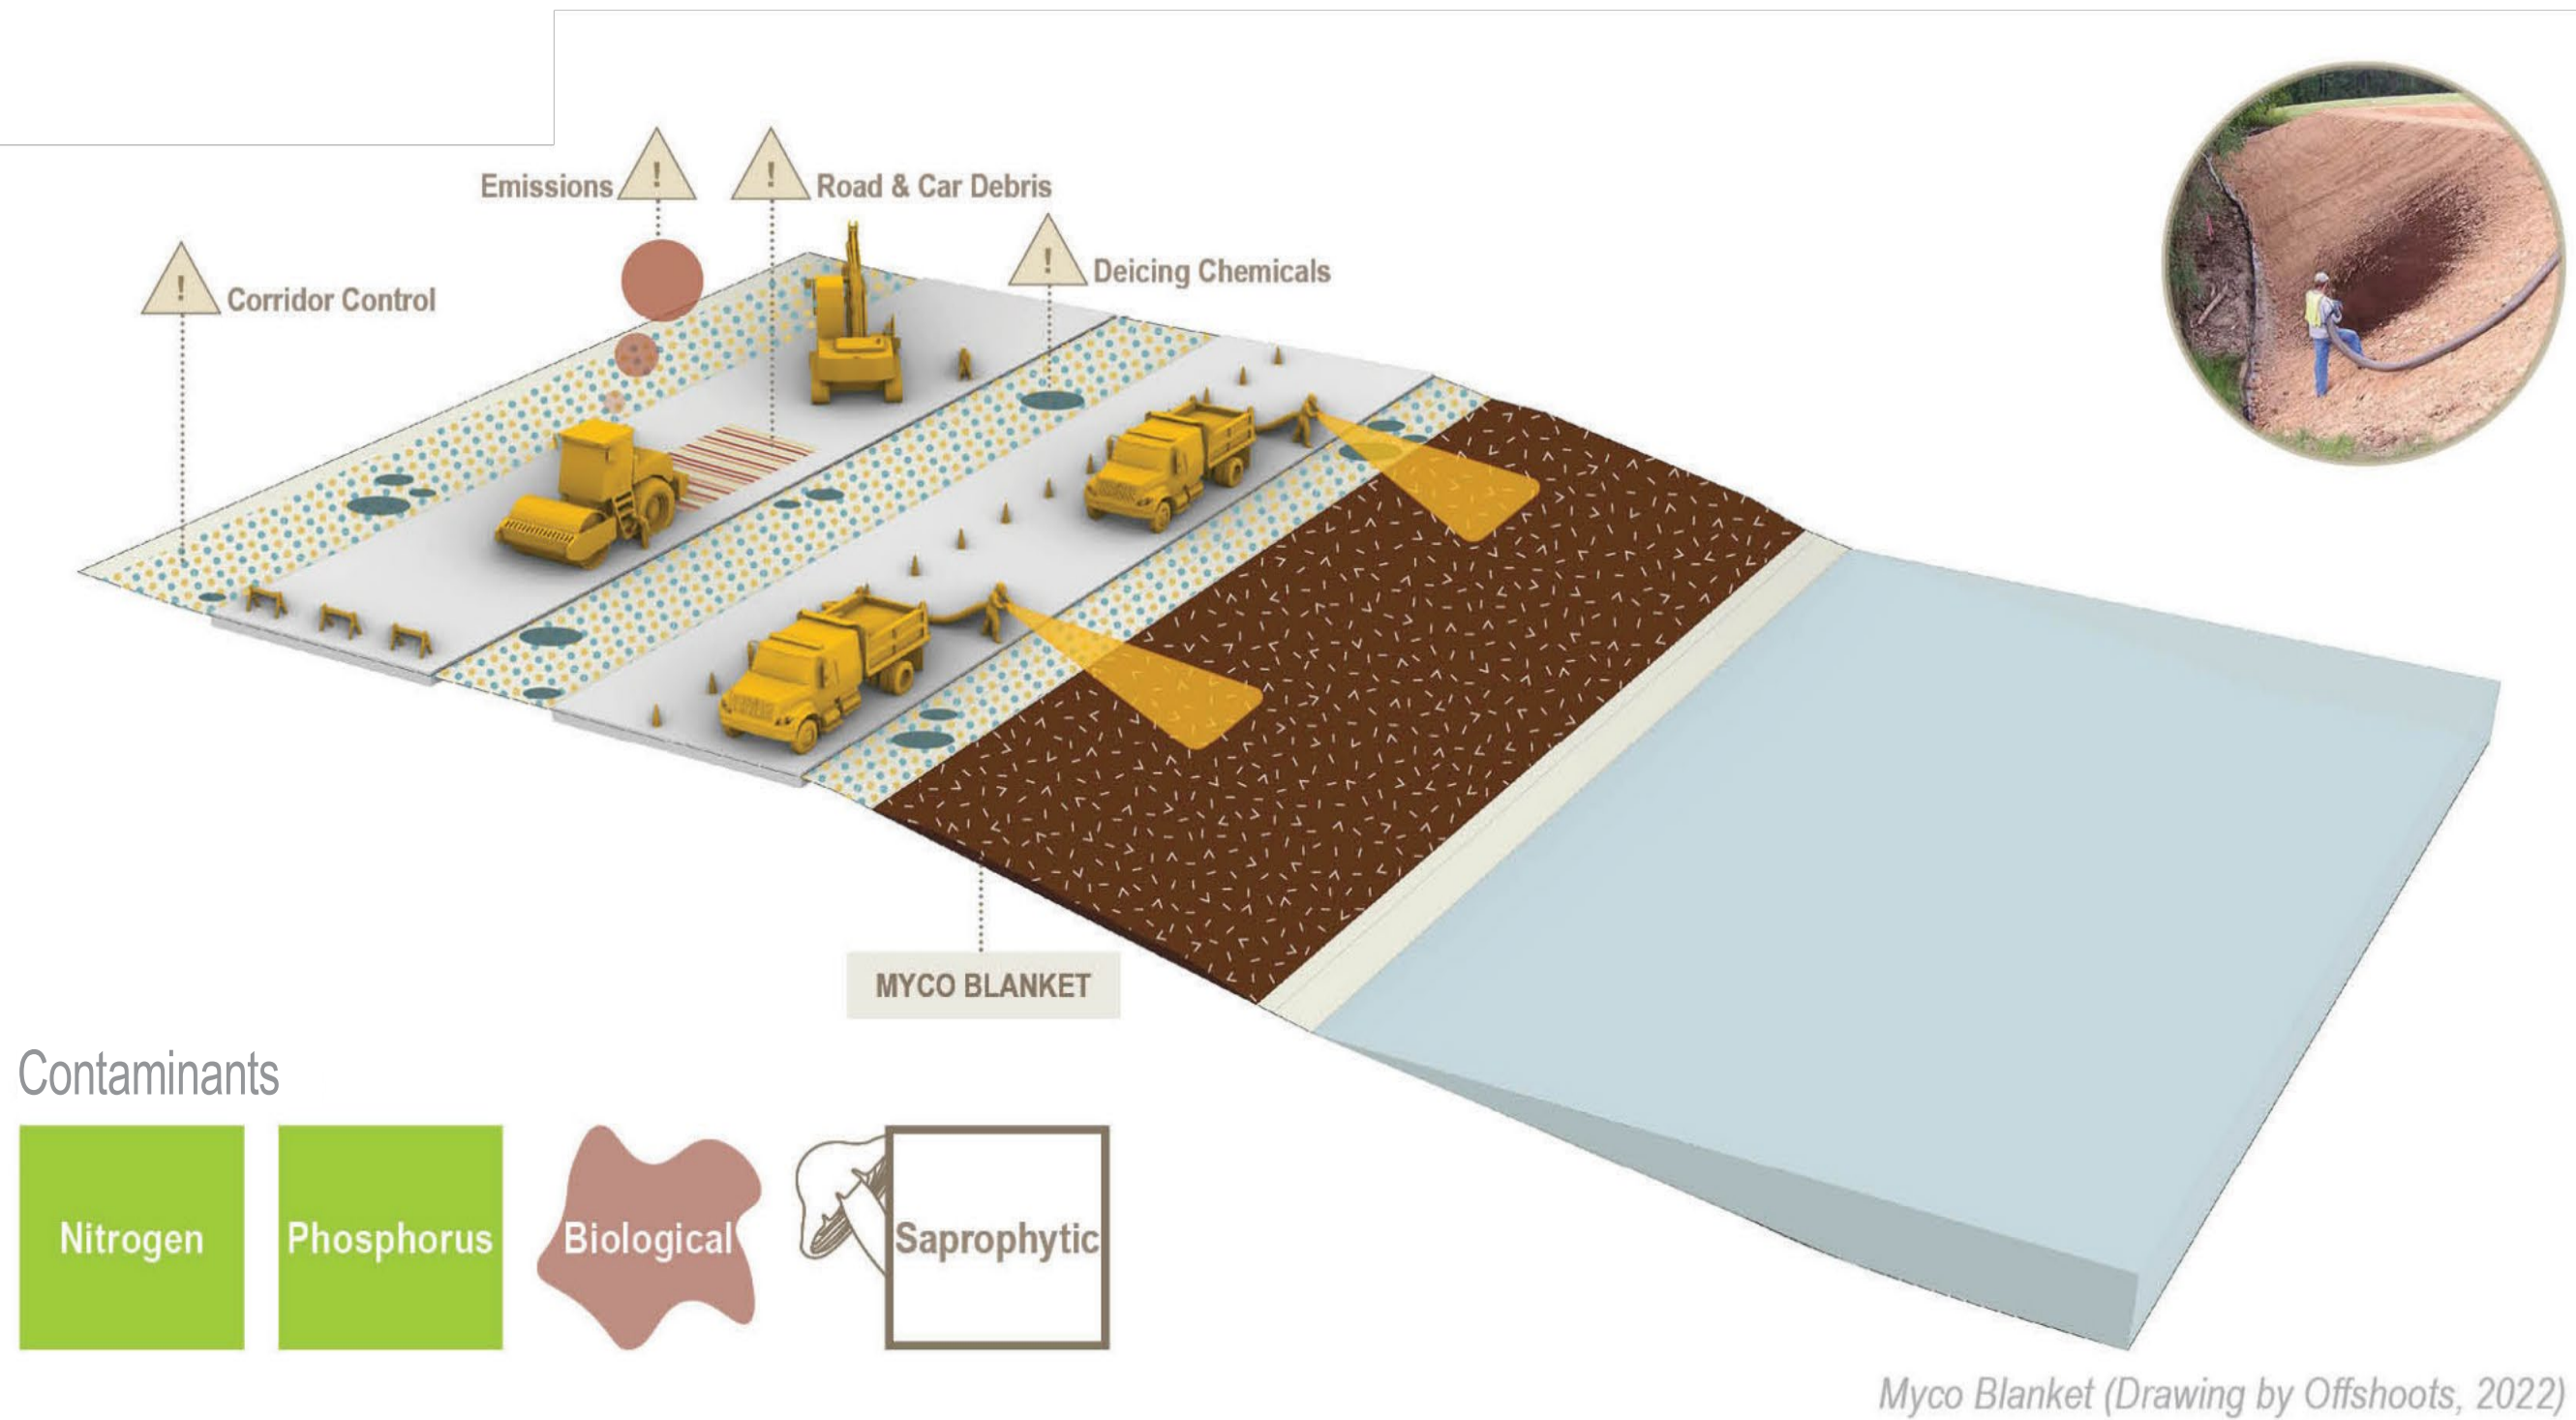 Emissions
Road & Car Debris
Corridor Control
Deicing Chemicals
MYCO BLANKET
Contaminants
Nitrogen
Phosphorus
Biological
Saprophytic
Myco Blanket (Drawing by Offshoots, 2022)